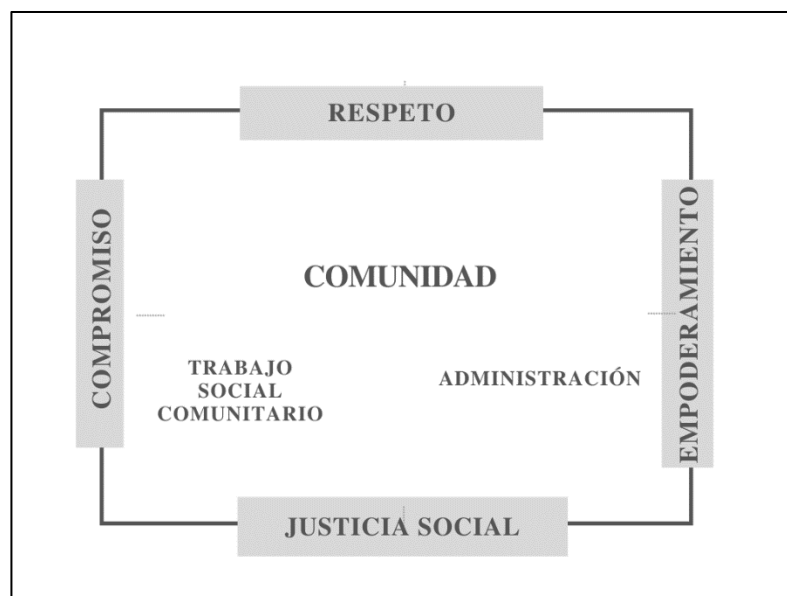 RESPETO
COMPROMISO
COMUNIDAD
EMPODERAMIENTO
TRABAJO
SOCIAL
COMUNITARIO
ADMINISTRACIÓN
JUSTICIA SOCIAL